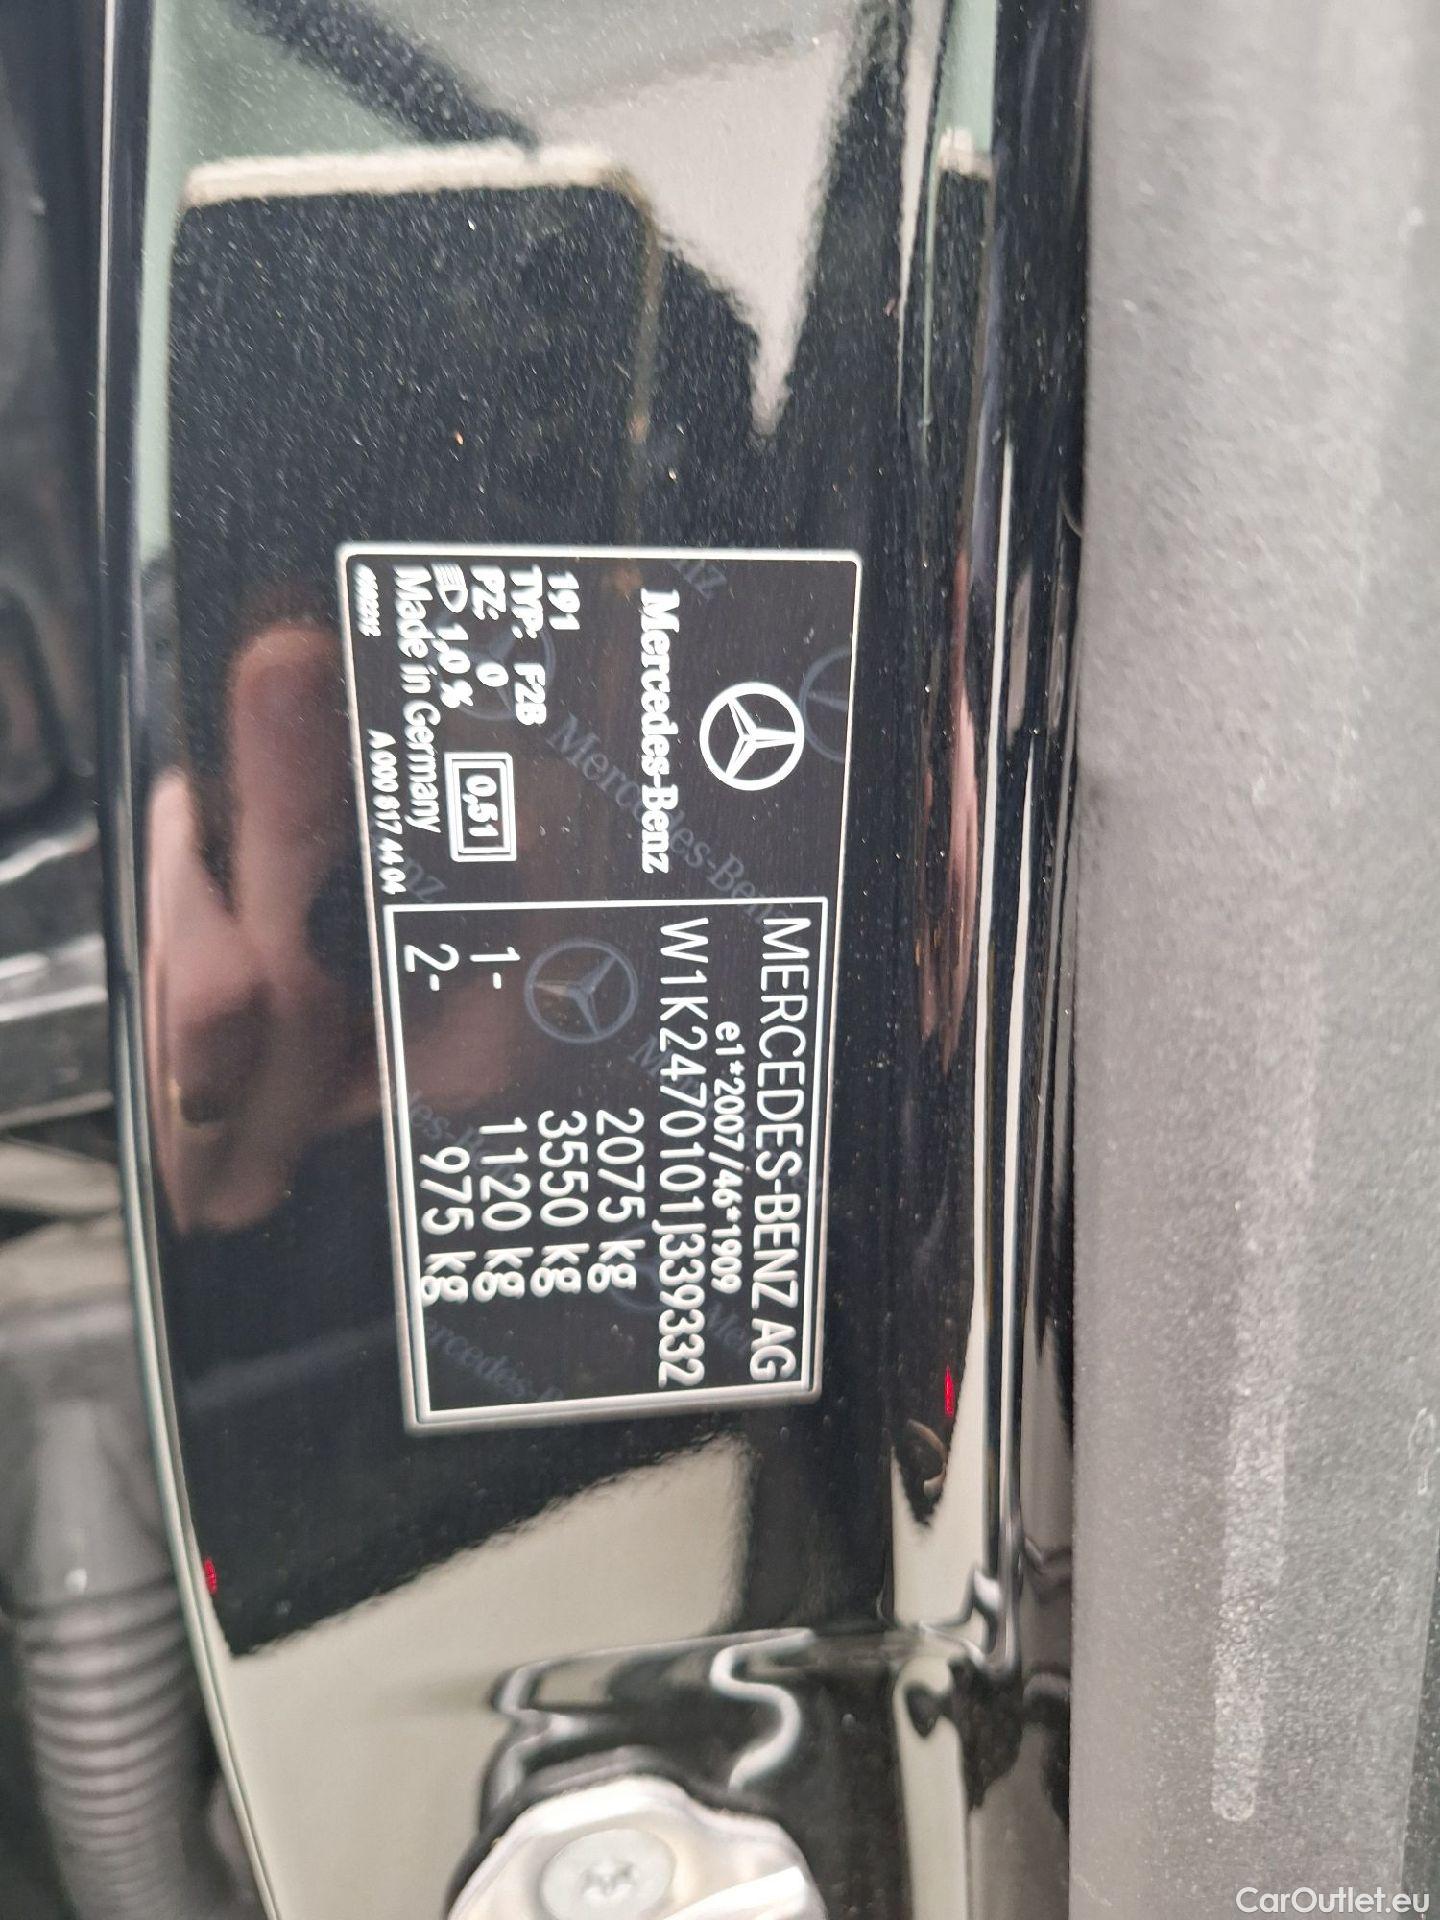 Mercedes-Benz
191
TYP: F2B
PZ: 0
1,0 %
0,51
Made in Germany
A 000 817 44 04
MERCEDES-BENZ AG
e1*2007/46*1909
W1K2470101J339332
2075 kg
3550 kg
1- 1120 kg
2- 975 kg
CarOutlet.eu